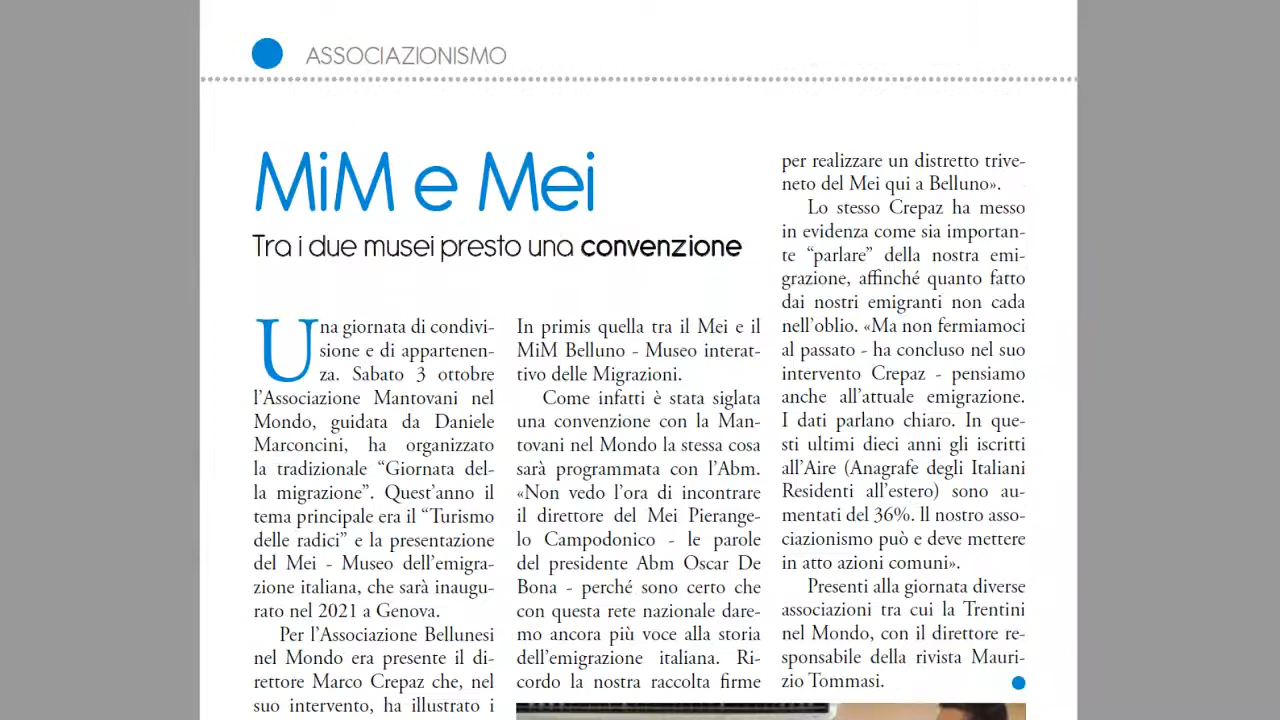 ASSOCIAZIONISMO
MiM e Mei
Tra i due musei presto una convenzione
Una giornata di condivi-
sione e di appartenen-
za. Sabato 3 ottobre
l'Associazione Mantovani nel
Mondo, guidata da Daniele
Marconcini, ha organizzato
la tradizionale “Giornata del-
la migrazione”. Quest'anno il
tema principale era il “Turismo
delle radici” e la presentazione
del Mei - Museo dell'emigra-
zione italiana, che sarà inaugu-
rato nel 2021 a Genova.
Per l'Associazione Bellunesi
nel Mondo era presente il di-
rettore Marco Crepaz che, nel
suo intervento, ha illustrato i
In primis quella tra il Mei e il
MiM Belluno - Museo interat-
tivo delle Migrazioni.
Come infatti è stata siglata
una convenzione con la Man-
tovani nel Mondo la stessa cosa
sarà programmata con l'Abm.
«Non vedo l'ora di incontrare
il direttore del Mei Pierange-
lo Campodonico - le parole
del presidente Abm Oscar De
Bona - perché sono certo che
con questa rete nazionale dare-
mo ancora più voce alla storia
dell'emigrazione italiana. Ri-
cordo la nostra raccolta firme
per realizzare un distretto trive-
neto del Mei qui a Belluno».
Lo stesso Crepaz ha messo
in evidenza come sia importan-
te “parlare” della nostra emi-
grazione, affinché quanto fatto
dai nostri emigranti non cada
nell'oblio. «Ma non fermiamoci
al passato - ha concluso nel suo
intervento Crepaz - pensiamo
anche all'attuale emigrazione.
I dati parlano chiaro. In que-
sti ultimi dieci anni gli iscritti
all'Aire (Anagrafe degli Italiani
Residenti all'estero) sono au-
mentati del 36%. Il nostro asso-
ciazionismo può e deve mettere
in atto azioni comuni».
Presenti alla giornata diverse
associazioni tra cui la Trentini
nel Mondo, con il direttore re-
sponsabile della rivista Mauri-
zio Tommasi.